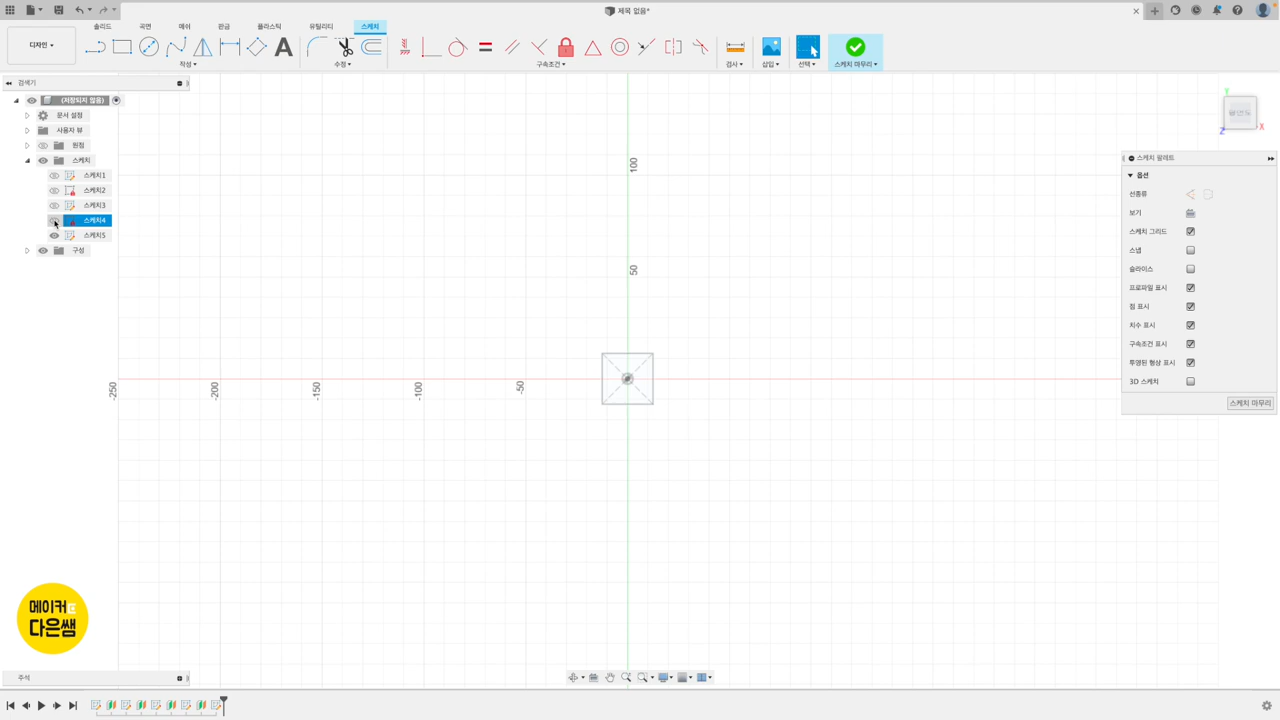 제목 없음*
디자인
솔리드
곡면
메쉬
판금
플라스틱
유틸리티
스케치
작성
수정
구속조건
검사
삽입
선택
스케치 마무리
검색기
(저장되지 않음)
문서 설정
사용자 뷰
원점
스케치
스케치1
스케치2
스케치3
스케치4
스케치5
구성
100
50
-50
-100
-150
-200
-250
Y
X
Z
스케치 팔레트
옵션
선종류
보기
스케치 그리드
스냅
슬라이스
프로파일 표시
점 표시
치수 표시
구속조건 표시
투영된 형상 표시
3D 스케치
스케치 마무리
메이커
다은쌤
주석